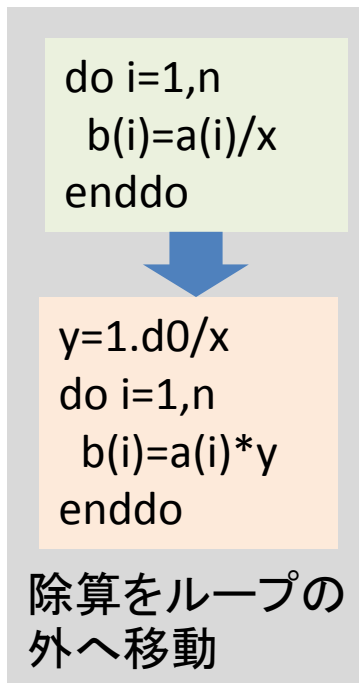 do i=1,n
b(i)=a(i)/x
enddo
y=1.d0/x
do i=1,n
b(i)=a(i)*y
enddo
除算をループの
外へ移動